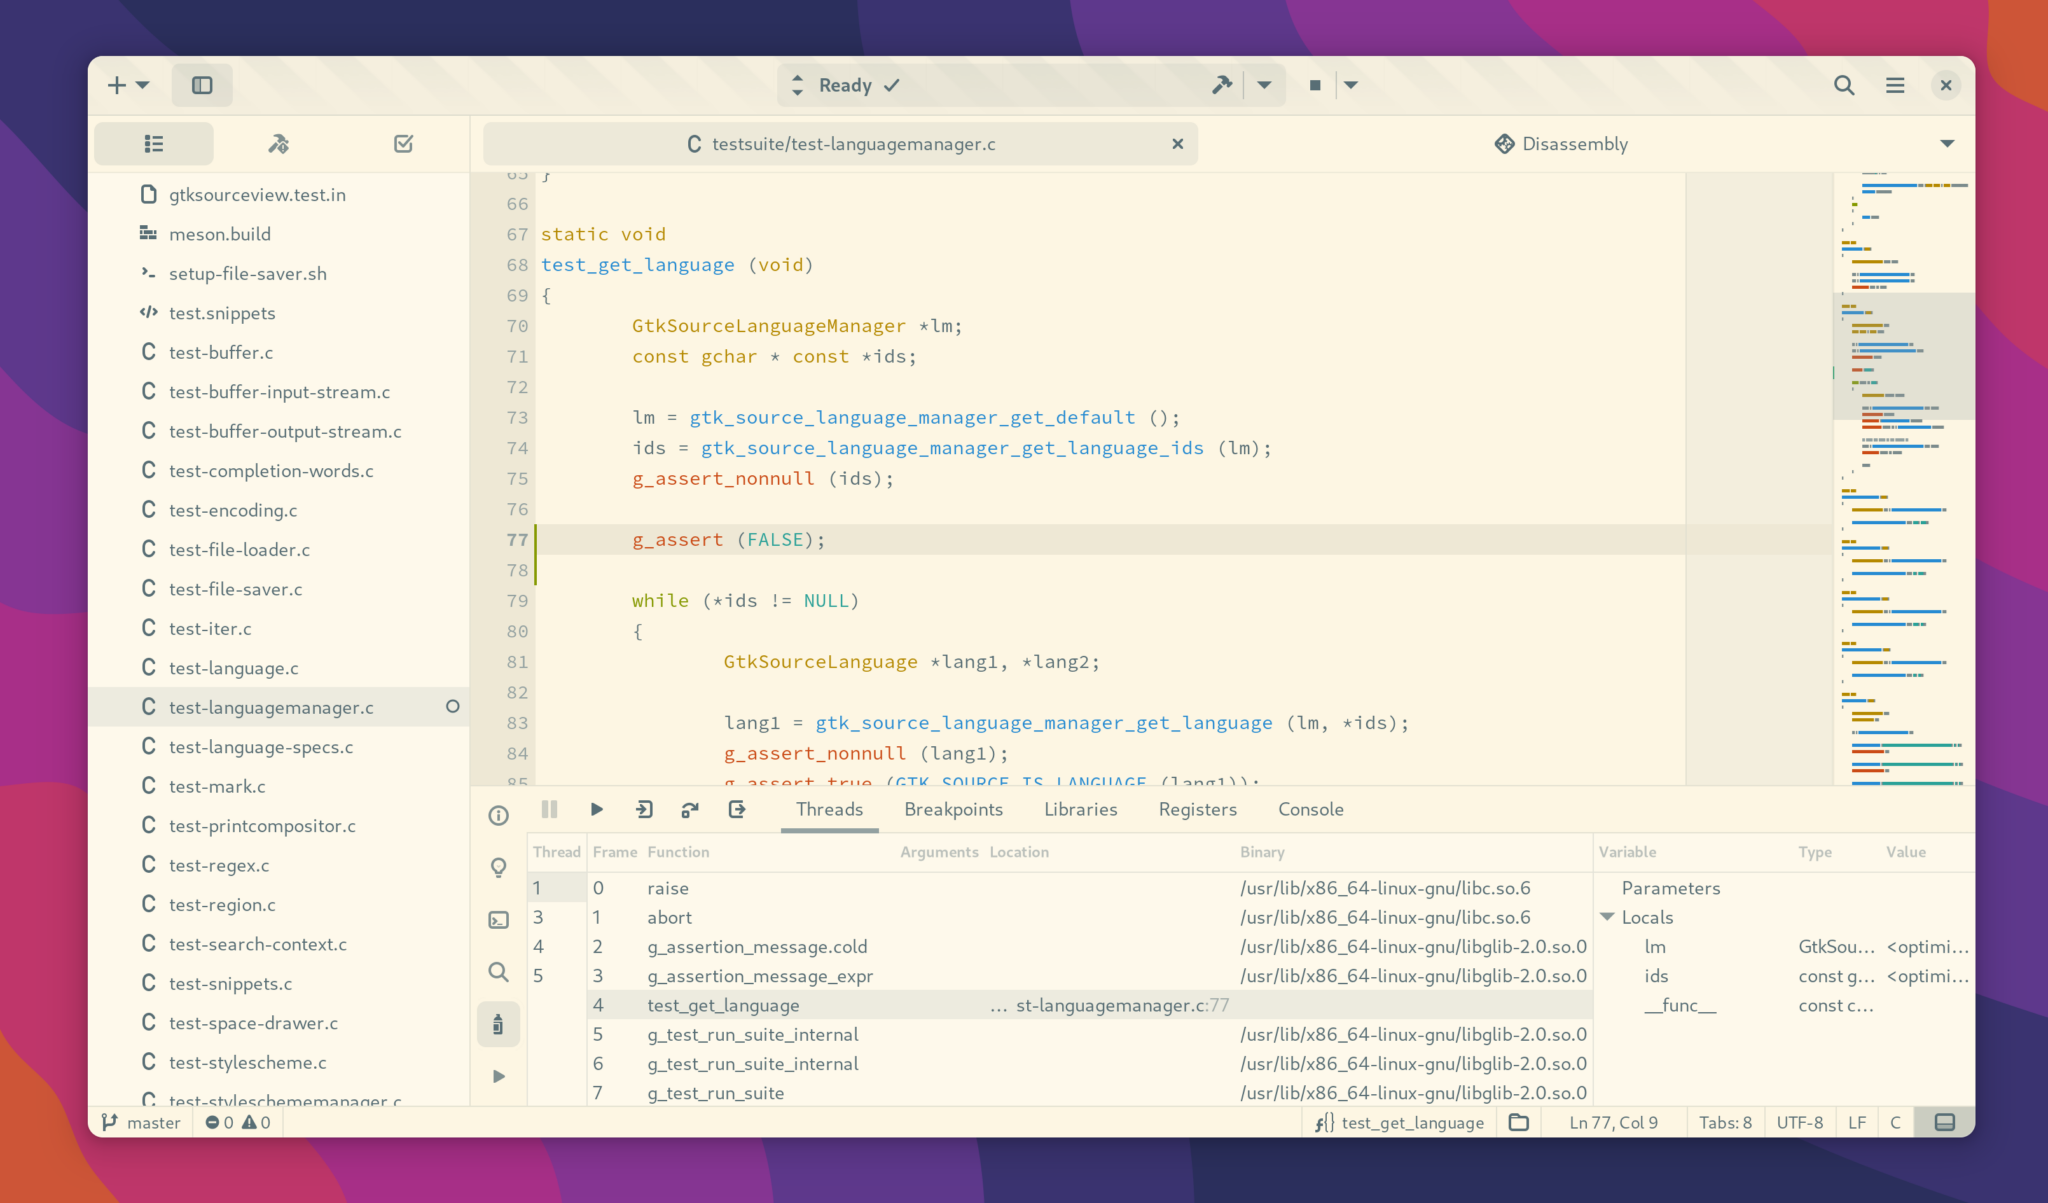 Ready
testsuite/test-languagemanager.c
Disassembly
gtksourceview.test.in
meson.build
setup-file-saver.sh
test.snippets
C test-buffer.c
C test-buffer-input-stream.c
C test-buffer-output-stream.c
C test-completion-words.c
C test-encoding.c
C test-file-loader.c
C test-file-saver.c
C test-iter.c
C test-language.c
C test-languagemanager.c
C test-language-specs.c
C test-mark.c
C test-printcompositor.c
C test-regex.c
C test-region.c
C test-search-context.c
C test-snippets.c
C test-space-drawer.c
C test-stylescheme.c
C test-styleschememanager.c
65 }
66
67 static void
68 test_get_language (void)
69 {
70 GtkSourceLanguageManager *lm;
71 const gchar * const *ids;
72
73 lm = gtk_source_language_manager_get_default ();
74 ids = gtk_source_language_manager_get_language_ids (lm);
75 g_assert_nonnull (ids);
76
77 g_assert (FALSE);
78
79 while (*ids != NULL)
80 {
81 GtkSourceLanguage *lang1, *lang2;
82
83 lang1 = gtk_source_language_manager_get_language (lm, *ids);
84 g_assert_nonnull (lang1);
85 g_assert_true (GTK_SOURCE_IS_LANGUAGE (lang1));
Threads Breakpoints Libraries Registers Console
Thread Frame Function Arguments Location Binary
1 0 raise /usr/lib/x86_64-linux-gnu/libc.so.6
3 1 abort /usr/lib/x86_64-linux-gnu/libc.so.6
4 2 g_assertion_message.cold /usr/lib/x86_64-linux-gnu/libglib-2.0.so.0
5 3 g_assertion_message_expr /usr/lib/x86_64-linux-gnu/libglib-2.0.so.0
4 test_get_language … st-languagemanager.c:77
5 g_test_run_suite_internal /usr/lib/x86_64-linux-gnu/libglib-2.0.so.0
6 g_test_run_suite_internal /usr/lib/x86_64-linux-gnu/libglib-2.0.so.0
7 g_test_run_suite /usr/lib/x86_64-linux-gnu/libglib-2.0.so.0
Variable Type Value
Parameters
Locals
lm GtkSou… <optimi…
ids const g… <optimi…
__func__ const c…
master 0 0
test_get_language Ln 77, Col 9 Tabs: 8 UTF-8 LF C